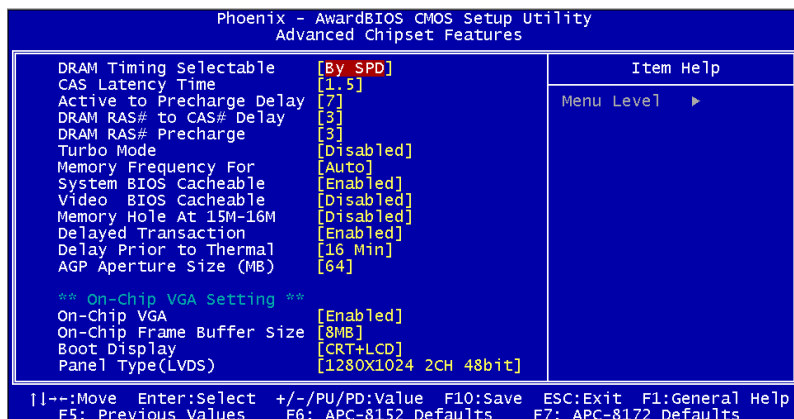 Phoenix - AwardBIOS CMOS Setup Utility
Advanced Chipset Features
DRAM Timing Selectable [By SPD]
CAS Latency Time [1.5]
Active to Precharge Delay [7]
DRAM RAS# to CAS# Delay [3]
DRAM RAS# Precharge [3]
Turbo Mode [Disabled]
Memory Frequency For [Auto]
System BIOS Cacheable [Enabled]
Video BIOS Cacheable [Disabled]
Memory Hole At 15M-16M [Disabled]
Delayed Transaction [Enabled]
Delay Prior to Thermal [16 Min]
AGP Aperture Size (MB) [64]
** On-Chip VGA Setting **
On-Chip VGA [Enabled]
On-Chip Frame Buffer Size [8MB]
Boot Display [CRT+LCD]
Panel Type(LVDS) [1280X1024 2CH 48bit]
Item Help
Menu Level ▶
↑↓→←:Move Enter:Select +/-/PU/PD:Value F10:Save ESC:Exit F1:General Help
F5: Previous Values F6: APC-8152 Defaults F7: APC-8172 Defaults